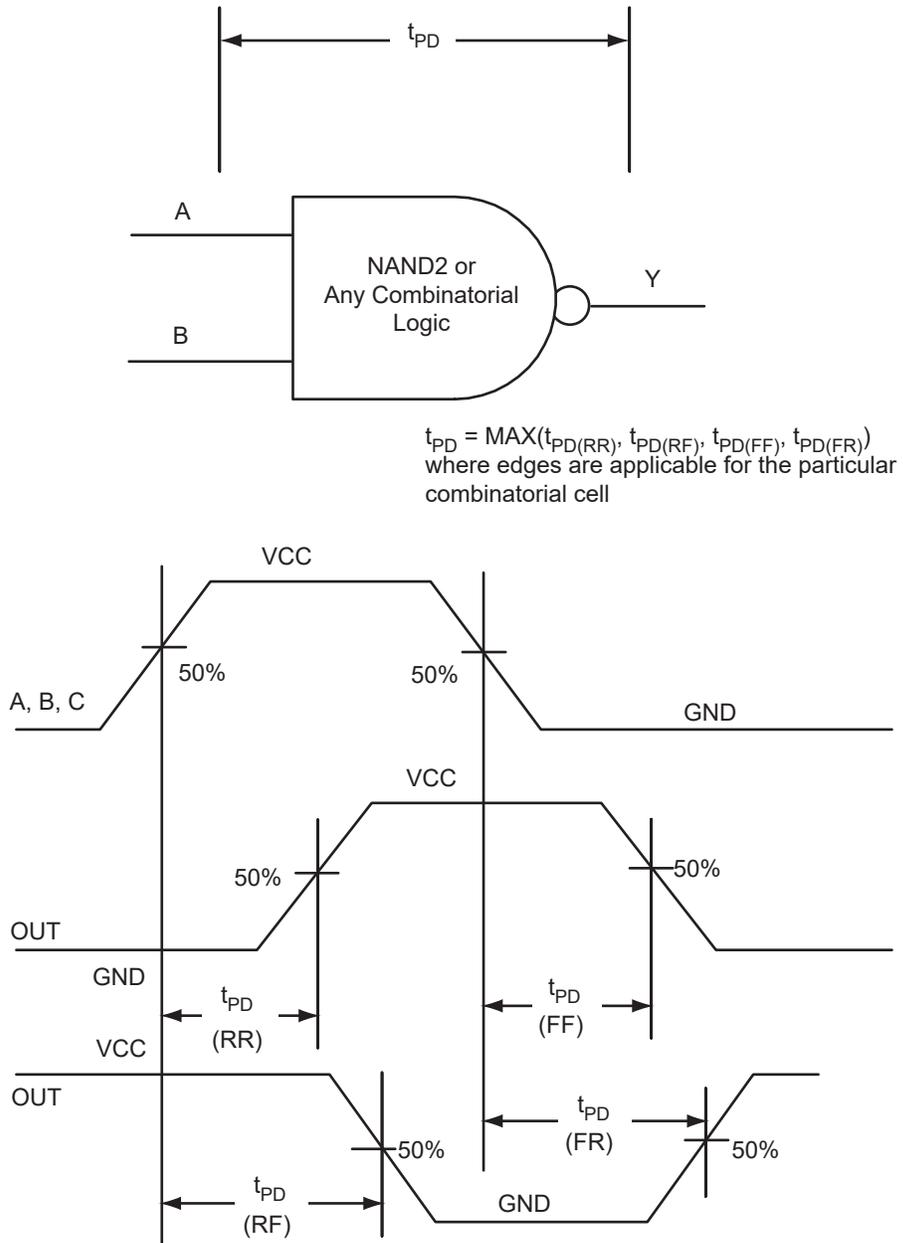 tPD
A
NAND2 or
Any Combinatorial
Logic
Y
B
tPD = MAX(tPD(RR), tPD(RF), tPD(FF), tPD(FR))
where edges are applicable for the particular
combinatorial cell
VCC
50%
50%
A, B, C
GND
VCC
50%
50%
OUT
GND
tPD
(RR)
tPD
(FF)
VCC
OUT
tPD
(FR)
50%
50%
tPD
(RF)
GND